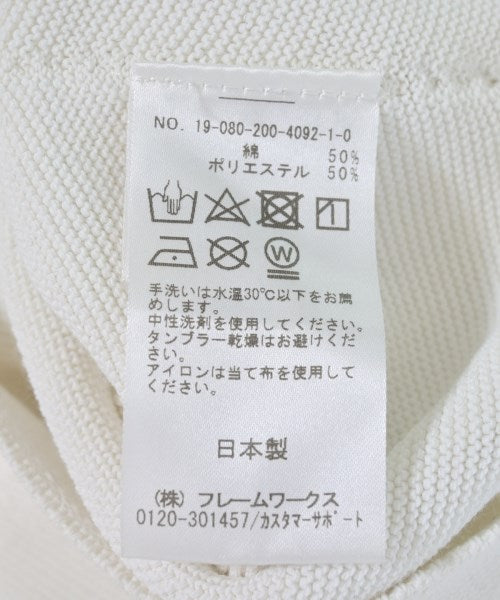 NO. 19-080-200-4092-1-0
綿 50%
ポリエステル 50%
W
手洗いは水温30℃以下をお薦
めします。
中性洗剤を使用してください。
タンブラー乾燥はお避けくださ
い。
アイロンは当て布を使用して
ください。
日本製
(株) フレームワークス
0120-301457/カスタマーサポート